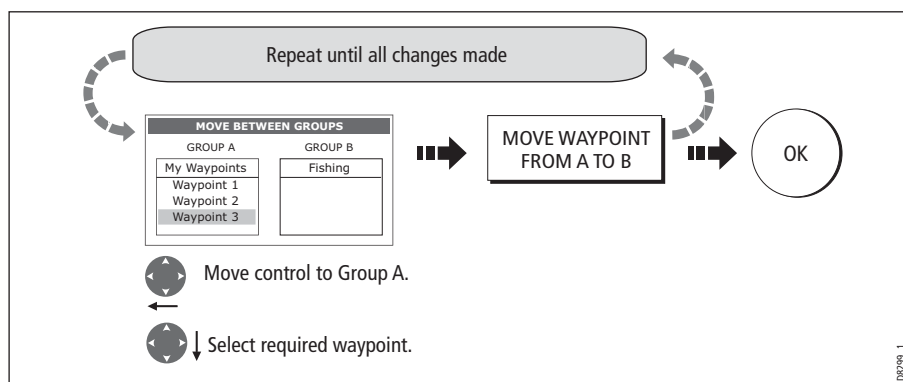 Repeat until all changes made
MOVE BETWEEN GROUPS
GROUP A
GROUP B
My Waypoints
Waypoint 1
Waypoint 2
Waypoint 3
Fishing
MOVE WAYPOINT
FROM A TO B
OK
Move control to Group A.
Select required waypoint.
D8299_1